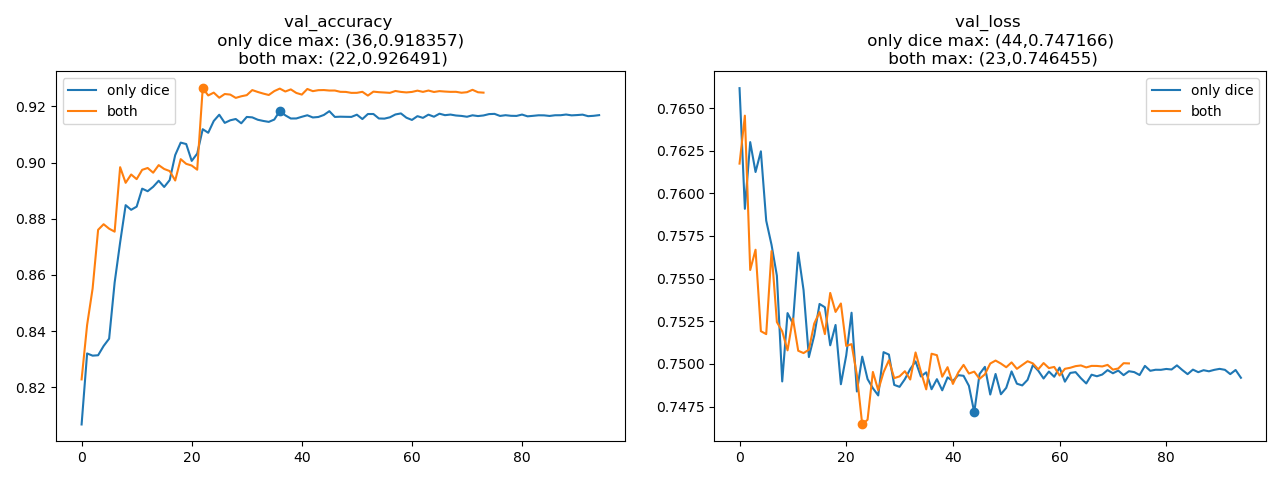 val_accuracy
only dice max: (36,0.918357)
both max: (22,0.926491)
only dice
both
0.92
0.90
0.88
0.86
0.84
0.82
0
20
40
60
80
val_loss
only dice max: (44,0.747166)
both max: (23,0.746455)
only dice
both
0.7650
0.7625
0.7600
0.7575
0.7550
0.7525
0.7500
0.7475
0
20
40
60
80